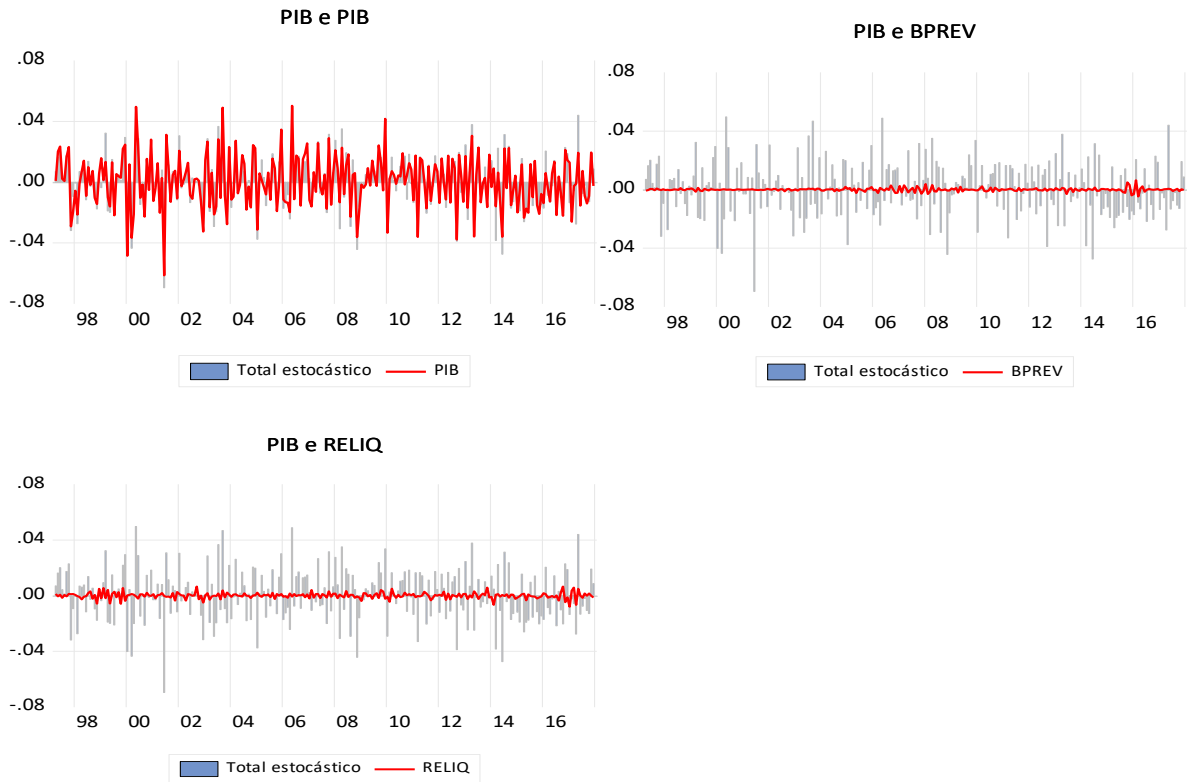 PIB e PIB
.08
.04
.00
-.04
-.08
98 00 02 04 06 08 10 12 14 16
Total estocástico PIB
PIB e BPREV
.08
.04
.00
-.04
-.08
98 00 02 04 06 08 10 12 14 16
Total estocástico BPREV
PIB e RELIQ
.08
.04
.00
-.04
-.08
98 00 02 04 06 08 10 12 14 16
Total estocástico RELIQ